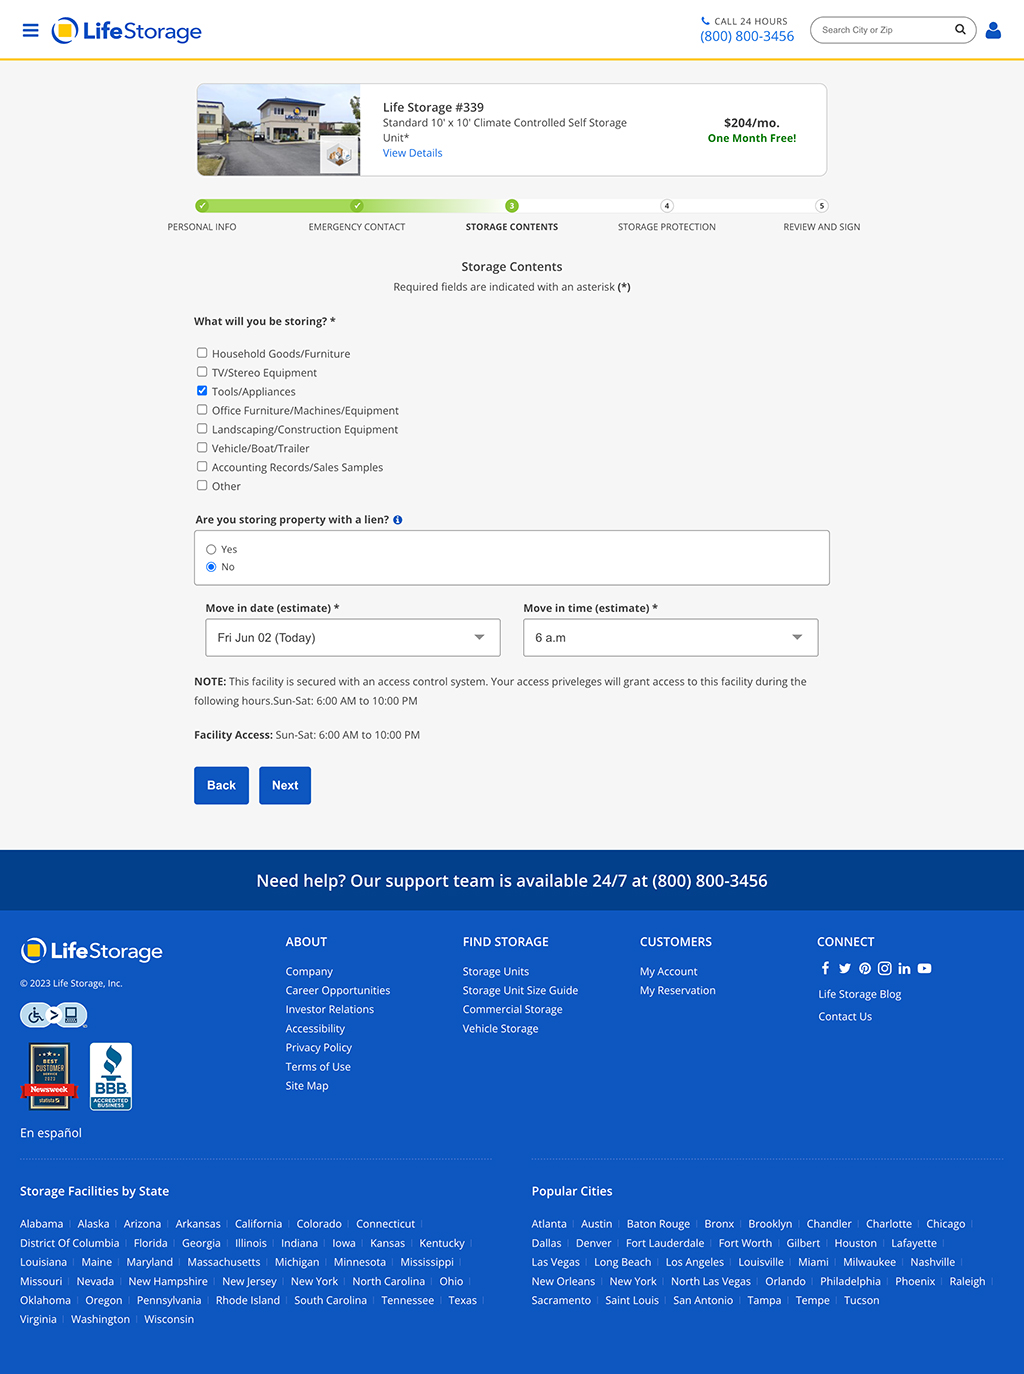 LifeStorage
CALL 24 HOURS
(800) 800-3456
Search City or Zip
LifeStorage
Life Storage #339
Standard 10' x 10' Climate Controlled Self Storage
Unit*
View Details
$204/mo.
One Month Free!
3
4
5
PERSONAL INFO
EMERGENCY CONTACT
STORAGE CONTENTS
STORAGE PROTECTION
REVIEW AND SIGN
Storage Contents
Required fields are indicated with an asterisk (*)
What will you be storing? *
Household Goods/Furniture
TV/Stereo Equipment
Tools/Appliances
Office Furniture/Machines/Equipment
Landscaping/Construction Equipment
Vehicle/Boat/Trailer
Accounting Records/Sales Samples
Other
Are you storing property with a lien?
Yes
No
Move in date (estimate) *
Move in time (estimate) *
Fri Jun 02 (Today)
6 a.m
NOTE: This facility is secured with an access control system. Your access priveleges will grant access to this facility during the
following hours.Sun-Sat: 6:00 AM to 10:00 PM
Facility Access: Sun-Sat: 6:00 AM to 10:00 PM
Back
Next
Need help? Our support team is available 24/7 at (800) 800-3456
LifeStorage
© 2023 Life Storage, Inc.
BEST
CUSTOMER
SERVICE
2023
Newsweek
statista
BBB.
ACCREDITED
BUSINESS
En español
ABOUT
Company
Career Opportunities
Investor Relations
Accessibility
Privacy Policy
Terms of Use
Site Map
FIND STORAGE
Storage Units
Storage Unit Size Guide
Commercial Storage
Vehicle Storage
CUSTOMERS
My Account
My Reservation
CONNECT
Life Storage Blog
Contact Us
Storage Facilities by State
Alabama Alaska Arizona Arkansas California Colorado Connecticut
District Of Columbia Florida Georgia Illinois Indiana Iowa Kansas Kentucky
Louisiana Maine Maryland Massachusetts Michigan Minnesota Mississippi
Missouri Nevada New Hampshire New Jersey New York North Carolina Ohio
Oklahoma Oregon Pennsylvania Rhode Island South Carolina Tennessee Texas
Virginia Washington Wisconsin
Popular Cities
Atlanta Austin Baton Rouge Bronx Brooklyn Chandler Charlotte Chicago
Dallas Denver Fort Lauderdale Fort Worth Gilbert Houston Lafayette
Las Vegas Long Beach Los Angeles Louisville Miami Milwaukee Nashville
New Orleans New York North Las Vegas Orlando Philadelphia Phoenix Raleigh
Sacramento Saint Louis San Antonio Tampa Tempe Tucson